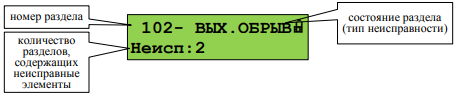 номер раздела
количество
разделов,
содержащих
неисправные
элементы
102- ВЫХ.ОБРЫВ
Неисп:2
состояние раздела
(тип неисправности)